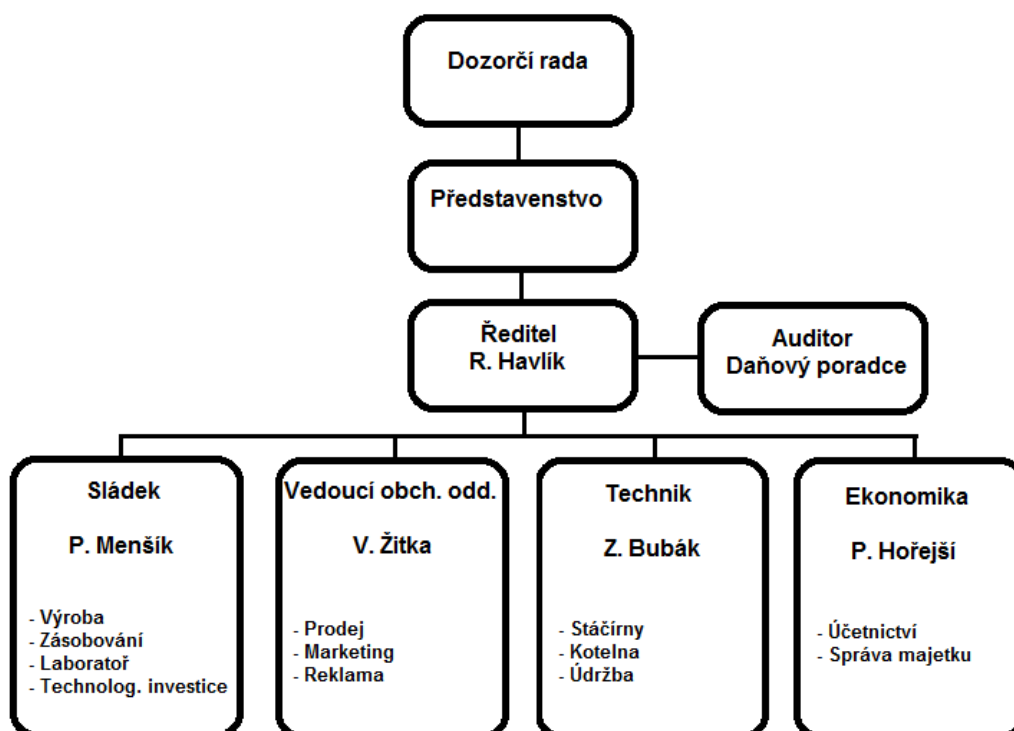 Dozorčí rada
Představenstvo
Ředitel
R. Havlík
Auditor
Daňový poradce
Sládek
P. Menšík
- Výroba
- Zásobování
- Laboratoř
- Technolog. investice
Vedoucí obch. odd.
V. Žitka
- Prodej
- Marketing
- Reklama
Technik
Z. Bubák
- Stáčírny
- Kotelna
- Údržba
Ekonomika
P. Hořejší
- Účetnictví
- Správa majetku